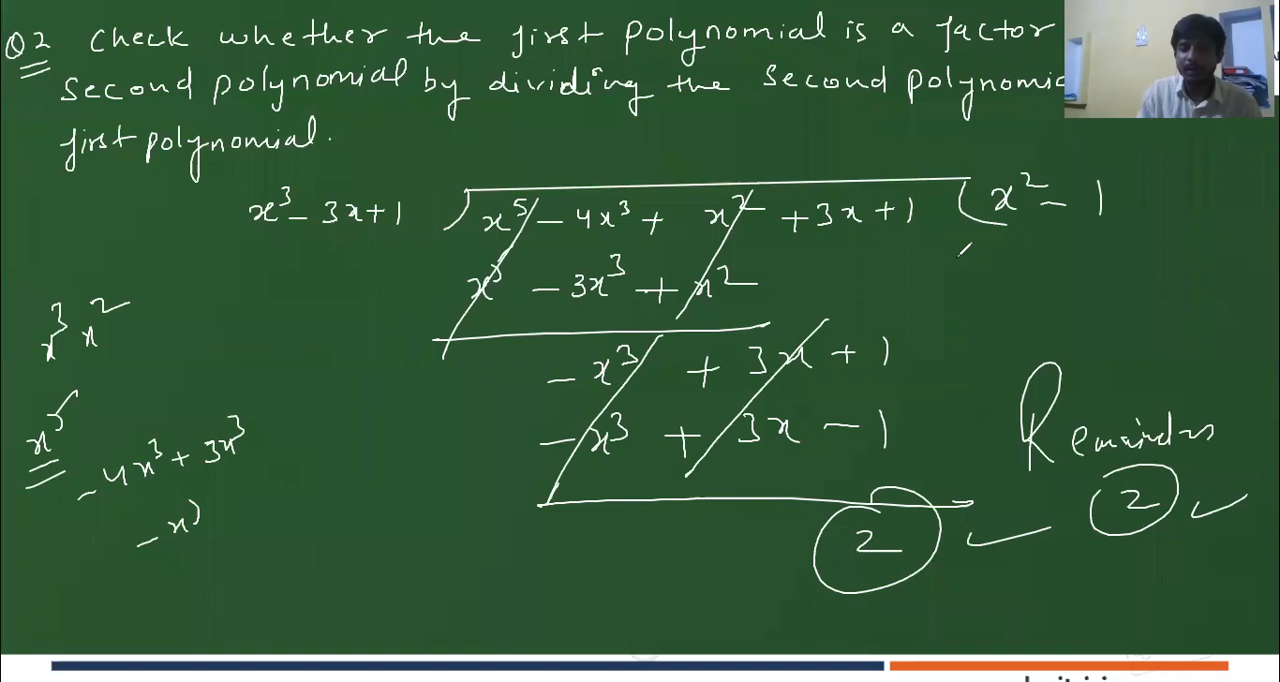 Q2 Check whether the first polynomial is a factor
second polynomial by dividing the second polynomia
first polynomial.
x³ - 3x + 1 ) x⁵ - 4x³ + x² + 3x + 1 ( x² - 1
x⁵ - 3x³ + x²
- x³ + 3x + 1
- x³ + 3x - 1
2
Remainder
2
x³ x²
x⁵
- 4x³ + 3x³
- x³